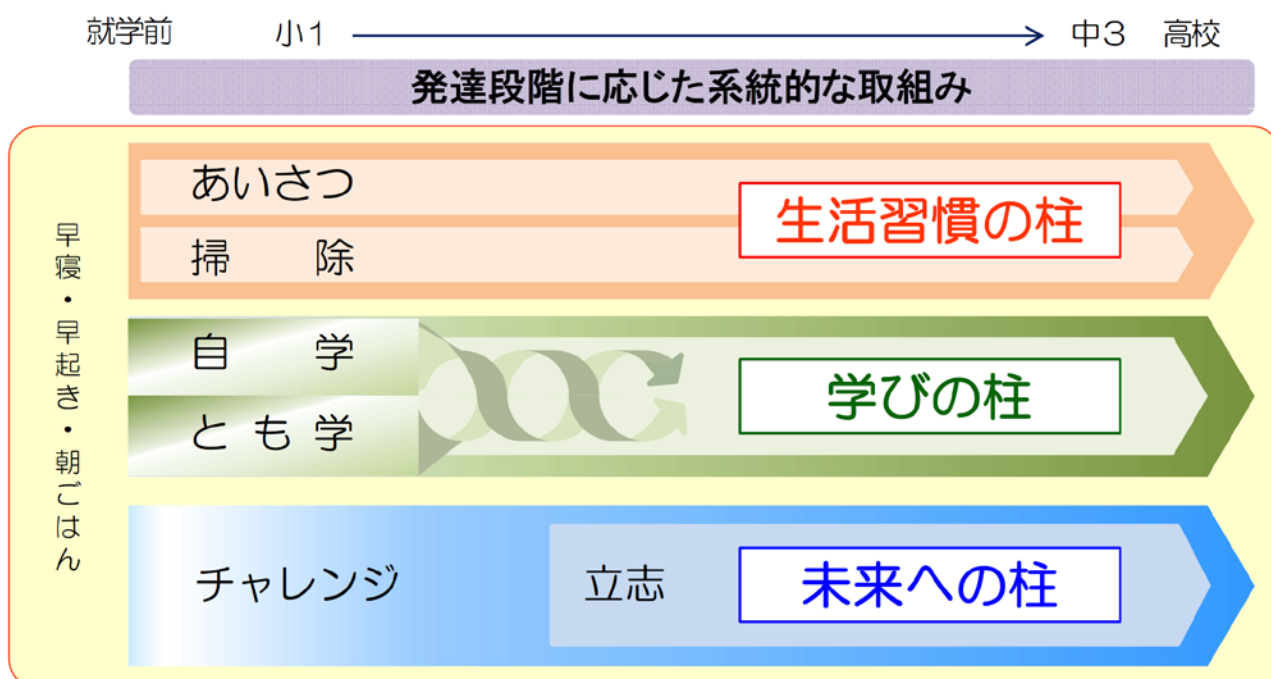 就学前 小1 中3 高校
発達段階に応じた系統的な取組み
早寝・早起き・朝ごはん
あいさつ
掃 除
生活習慣の柱
自 学
とも学
学びの柱
チャレンジ
立志
未来への柱